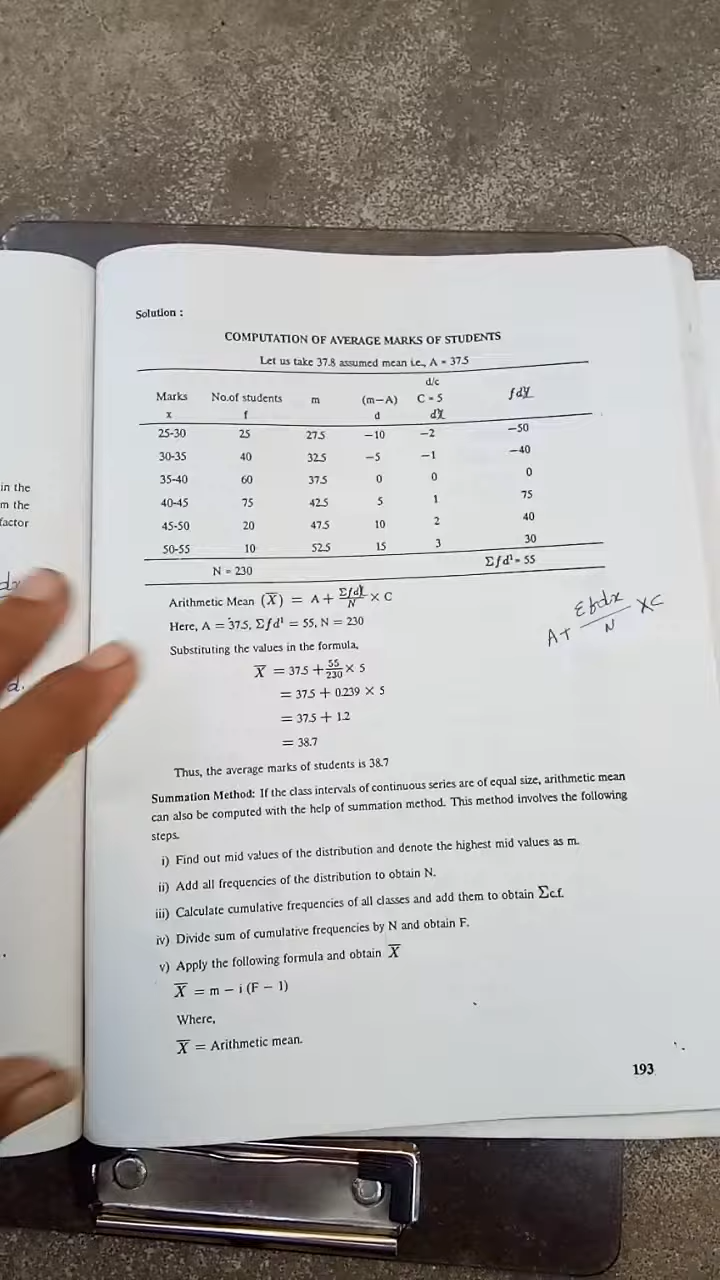 in the
m the
factor
dx
d.
Solution :
COMPUTATION OF AVERAGE MARKS OF STUDENTS
Let us take 37.8 assumed mean i.e., A = 37.5
Marks x No.of students f m (m−A) d d/c C = 5 dx fdx
25-30 25 27.5 −10 −2 −50
30-35 40 32.5 −5 −1 −40
35-40 60 37.5 0 0 0
40-45 75 42.5 5 1 75
45-50 20 47.5 10 2 40
50-55 10 52.5 15 3 30
N = 230 Σfd¹ = 55
Arithmetic Mean (X̄) = A + Σfd¹/N × C
Here, A = 37.5, Σfd¹ = 55, N = 230
Substituting the values in the formula,
X̄ = 37.5 + 55/230 × 5
= 37.5 + 0.239 × 5
= 37.5 + 1.2
= 38.7
A + Σfdx/N × C
Thus, the average marks of students is 38.7
Summation Method: If the class intervals of continuous series are of equal size, arithmetic mean
can also be computed with the help of summation method. This method involves the following
steps.
i) Find out mid values of the distribution and denote the highest mid values as m.
ii) Add all frequencies of the distribution to obtain N.
iii) Calculate cumulative frequencies of all classes and add them to obtain Σc.f.
iv) Divide sum of cumulative frequencies by N and obtain F.
v) Apply the following formula and obtain X̄
X̄ = m − i (F − 1)
Where,
X̄ = Arithmetic mean.
193